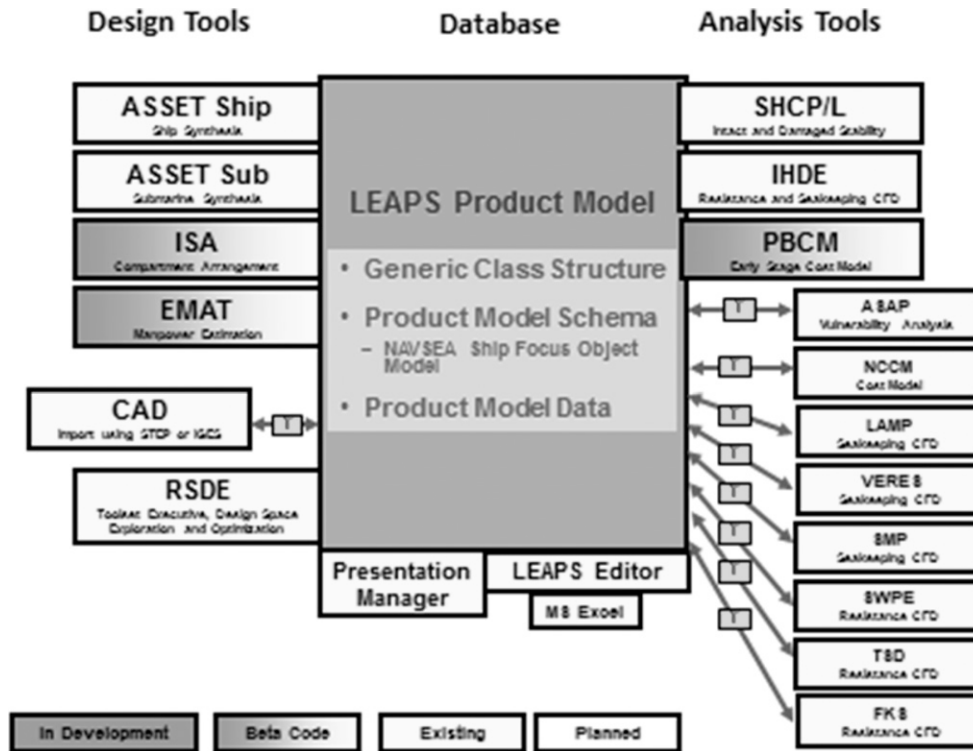 Design Tools
Database
Analysis Tools
ASSET Ship
Ship Synthesis
ASSET Sub
Submarine Synthesis
ISA
Compartment Arrangement
EMAT
Manpower Estimation
CAD
Import using STEP or IGES
T
RSDE
Toolset Executive, Design Space
Exploration and Optimization
LEAPS Product Model
• Generic Class Structure
• Product Model Schema
– NAVSEA Ship Focus Object
Model
• Product Model Data
Presentation
Manager
LEAPS Editor
MS Excel
SHCP/L
Intact and Damaged Stability
IHDE
Resistance and Seakeeping CFD
PBCM
Early Stage Cost Model
T
ASAP
Vulnerability Analysis
T
NCCM
Cost Model
T
LAMP
Seakeeping CFD
T
VERES
Seakeeping CFD
T
SMP
Seakeeping CFD
T
SWPE
Resistance CFD
T
TSD
Resistance CFD
T
FKS
Resistance CFD
In Development
Beta Code
Existing
Planned